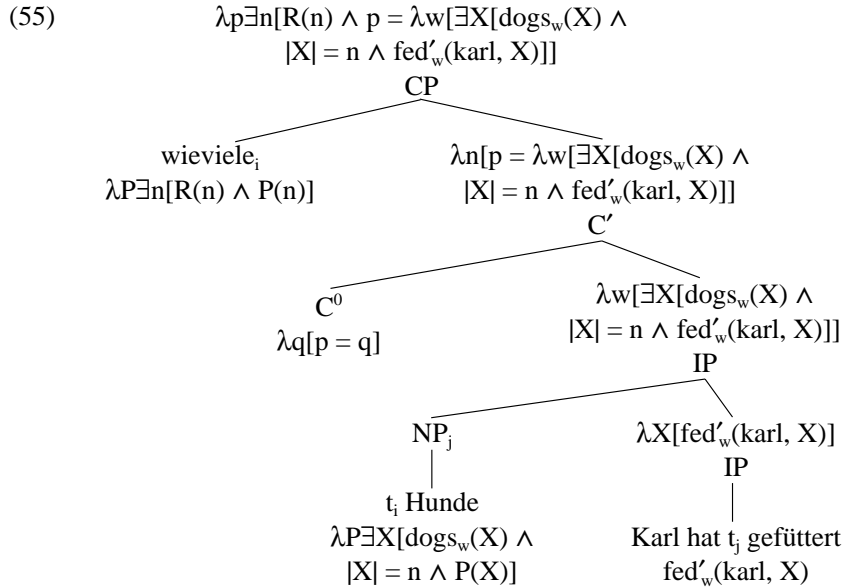 (55) λp∃n[R(n) ∧ p = λw[∃X[dogs_w(X) ∧
|X| = n ∧ fed′_w(karl, X)]]
CP
wieviele_i
λP∃n[R(n) ∧ P(n)]
λn[p = λw[∃X[dogs_w(X) ∧
|X| = n ∧ fed′_w(karl, X)]]
C′
C⁰
λq[p = q]
λw[∃X[dogs_w(X) ∧
|X| = n ∧ fed′_w(karl, X)]]
IP
NP_j
t_i Hunde
λP∃X[dogs_w(X) ∧
|X| = n ∧ P(X)]
λX[fed′_w(karl, X)]
IP
Karl hat t_j gefüttert
fed′_w(karl, X)